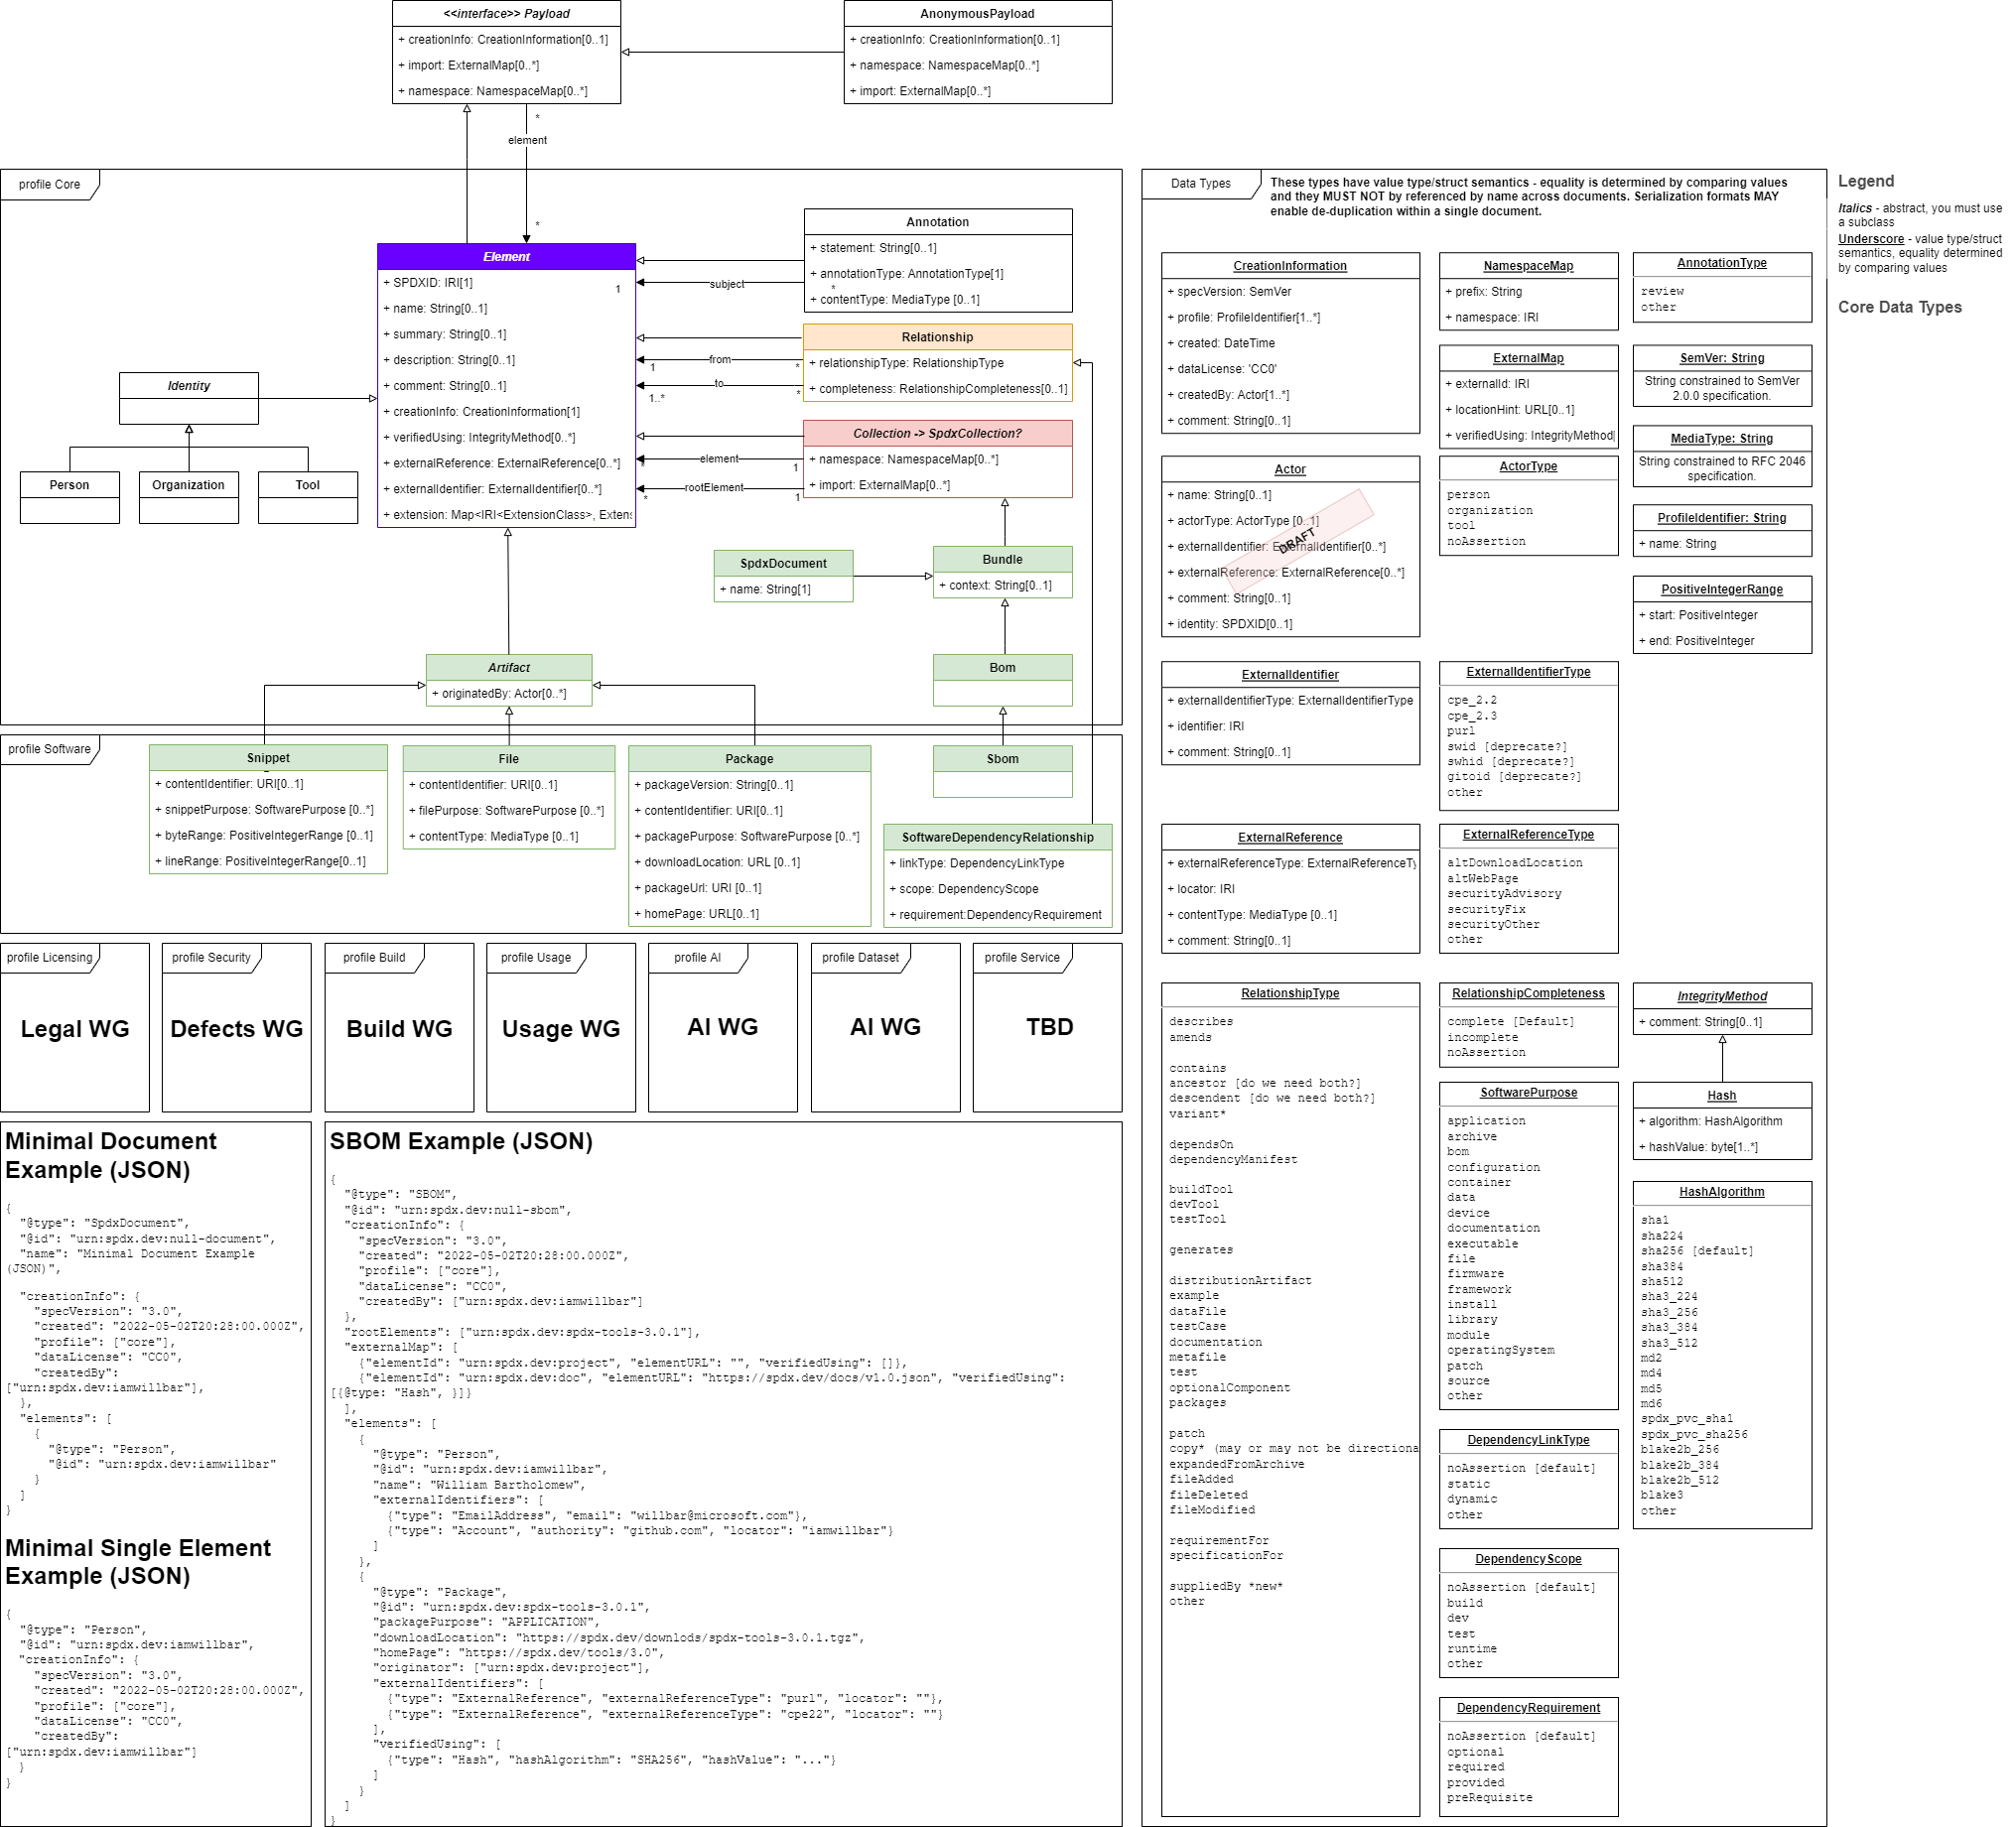 <<interface>> Payload
+ creationInfo: CreationInformation[0..1]
+ import: ExternalMap[0..*]
+ namespace: NamespaceMap[0..*]
AnonymousPayload
+ creationInfo: CreationInformation[0..1]
+ namespace: NamespaceMap[0..*]
+ import: ExternalMap[0..*]
*
element
*
profile Core
Element
+ SPDXID: IRI[1]
+ name: String[0..1]
+ summary: String[0..1]
+ description: String[0..1]
+ comment: String[0..1]
+ creationInfo: CreationInformation[1]
+ verifiedUsing: IntegrityMethod[0..*]
+ externalReference: ExternalReference[0..*]
+ externalIdentifier: ExternalIdentifier[0..*]
+ extension: Map<IRI<ExtensionClass>, Extens
Annotation
+ statement: String[0..1]
+ annotationType: AnnotationType[1]
+ contentType: MediaType [0..1]
1
subject
*
Relationship
+ relationshipType: RelationshipType
+ completeness: RelationshipCompleteness[0..1]
from
1
*
to
1..*
*
Collection -> SpdxCollection?
+ namespace: NamespaceMap[0..*]
+ import: ExternalMap[0..*]
element
*
1
rootElement
*
1
Identity
Person
Organization
Tool
SpdxDocument
+ name: String[1]
Bundle
+ context: String[0..1]
Artifact
+ originatedBy: Actor[0..*]
Bom
profile Software
Snippet
+ contentIdentifier: URI[0..1]
+ snippetPurpose: SoftwarePurpose [0..*]
+ byteRange: PositiveIntegerRange [0..1]
+ lineRange: PositiveIntegerRange[0..1]
File
+ contentIdentifier: URI[0..1]
+ filePurpose: SoftwarePurpose [0..*]
+ contentType: MediaType [0..1]
Package
+ packageVersion: String[0..1]
+ contentIdentifier: URI[0..1]
+ packagePurpose: SoftwarePurpose [0..*]
+ downloadLocation: URL [0..1]
+ packageUrl: URI [0..1]
+ homePage: URL[0..1]
Sbom
SoftwareDependencyRelationship
+ linkType: DependencyLinkType
+ scope: DependencyScope
+ requirement:DependencyRequirement
profile Licensing
Legal WG
profile Security
Defects WG
profile Build
Build WG
profile Usage
Usage WG
profile AI
AI WG
profile Dataset
AI WG
profile Service
TBD
Minimal Document
Example (JSON)
{
"@type": "SpdxDocument",
"@id": "urn:spdx.dev:null-document",
"name": "Minimal Document Example
(JSON)",
"creationInfo": {
"specVersion": "3.0",
"created": "2022-05-02T20:28:00.000Z",
"profile": ["core"],
"dataLicense": "CC0",
"createdBy":
["urn:spdx.dev:iamwillbar"],
},
"elements": [
{
"@type": "Person",
"@id": "urn:spdx.dev:iamwillbar"
}
]
}
Minimal Single Element
Example (JSON)
{
"@type": "Person",
"@id": "urn:spdx.dev:iamwillbar",
"creationInfo": {
"specVersion": "3.0",
"created": "2022-05-02T20:28:00.000Z",
"profile": ["core"],
"dataLicense": "CC0",
"createdBy":
["urn:spdx.dev:iamwillbar"]
}
}
SBOM Example (JSON)
{
"@type": "SBOM",
"@id": "urn:spdx.dev:null-sbom",
"creationInfo": {
"specVersion": "3.0",
"created": "2022-05-02T20:28:00.000Z",
"profile": ["core"],
"dataLicense": "CC0",
"createdBy": ["urn:spdx.dev:iamwillbar"]
},
"rootElements": ["urn:spdx.dev:spdx-tools-3.0.1"],
"externalMap": [
{"elementId": "urn:spdx.dev:project", "elementURL": "", "verifiedUsing": []},
{"elementId": "urn:spdx.dev:doc", "elementURL": "https://spdx.dev/docs/v1.0.json", "verifiedUsing":
[{@type: "Hash", }]}
],
"elements": [
{
"@type": "Person",
"@id": "urn:spdx.dev:iamwillbar",
"name": "William Bartholomew",
"externalIdentifiers": [
{"type": "EmailAddress", "email": "willbar@microsoft.com"},
{"type": "Account", "authority": "github.com", "locator": "iamwillbar"}
]
},
{
"@type": "Package",
"@id": "urn:spdx.dev:spdx-tools-3.0.1",
"packagePurpose": "APPLICATION",
"downloadLocation": "https://spdx.dev/downlods/spdx-tools-3.0.1.tgz",
"homePage": "https://spdx.dev/tools/3.0",
"originator": ["urn:spdx.dev:project"],
"externalIdentifiers": [
{"type": "ExternalReference", "externalReferenceType": "purl", "locator": ""},
{"type": "ExternalReference", "externalReferenceType": "cpe22", "locator": ""}
],
"verifiedUsing": [
{"type": "Hash", "hashAlgorithm": "SHA256", "hashValue": "..."}
]
}
]
}
Data Types
These types have value type/struct semantics - equality is determined by comparing values
and they MUST NOT by referenced by name across documents. Serialization formats MAY
enable de-duplication within a single document.
CreationInformation
+ specVersion: SemVer
+ profile: ProfileIdentifier[1..*]
+ created: DateTime
+ dataLicense: 'CC0'
+ createdBy: Actor[1..*]
+ comment: String[0..1]
NamespaceMap
+ prefix: String
+ namespace: IRI
ExternalMap
+ externalId: IRI
+ locationHint: URL[0..1]
+ verifiedUsing: IntegrityMethod[
AnnotationType
review
other
SemVer: String
String constrained to SemVer
2.0.0 specification.
MediaType: String
String constrained to RFC 2046
specification.
ProfileIdentifier: String
+ name: String
PositiveIntegerRange
+ start: PositiveInteger
+ end: PositiveInteger
Actor
+ name: String[0..1]
+ actorType: ActorType [0..1]
+ externalIdentifier: ExternalIdentifier[0..*]
+ externalReference: ExternalReference[0..*]
+ comment: String[0..1]
+ identity: SPDXID[0..1]
DRAFT
ActorType
person
organization
tool
noAssertion
ExternalIdentifier
+ externalIdentifierType: ExternalIdentifierType
+ identifier: IRI
+ comment: String[0..1]
ExternalIdentifierType
cpe_2.2
cpe_2.3
purl
swid [deprecate?]
swhid [deprecate?]
gitoid [deprecate?]
other
ExternalReference
+ externalReferenceType: ExternalReferenceTy
+ locator: IRI
+ contentType: MediaType [0..1]
+ comment: String[0..1]
ExternalReferenceType
altDownloadLocation
altWebPage
securityAdvisory
securityFix
securityOther
other
RelationshipType
describes
amends
contains
ancestor [do we need both?]
descendent [do we need both?]
variant*
dependsOn
dependencyManifest
buildTool
devTool
testTool
generates
distributionArtifact
example
dataFile
testCase
documentation
metafile
test
optionalComponent
packages
patch
copy* (may or may not be directiona
expandedFromArchive
fileAdded
fileDeleted
fileModified
requirementFor
specificationFor
suppliedBy *new*
other
RelationshipCompleteness
complete [Default]
incomplete
noAssertion
SoftwarePurpose
application
archive
bom
configuration
container
data
device
documentation
executable
file
firmware
framework
install
library
module
operatingSystem
patch
source
other
DependencyLinkType
noAssertion [default]
static
dynamic
other
DependencyScope
noAssertion [default]
build
dev
test
runtime
other
DependencyRequirement
noAssertion [default]
optional
required
provided
preRequisite
IntegrityMethod
+ comment: String[0..1]
Hash
+ algorithm: HashAlgorithm
+ hashValue: byte[1..*]
HashAlgorithm
sha1
sha224
sha256 [default]
sha384
sha512
sha3_224
sha3_256
sha3_384
sha3_512
md2
md4
md5
md6
spdx_pvc_sha1
spdx_pvc_sha256
blake2b_256
blake2b_384
blake2b_512
blake3
other
Legend
Italics - abstract, you must use
a subclass
Underscore - value type/struct
semantics, equality determined
by comparing values
Core Data Types